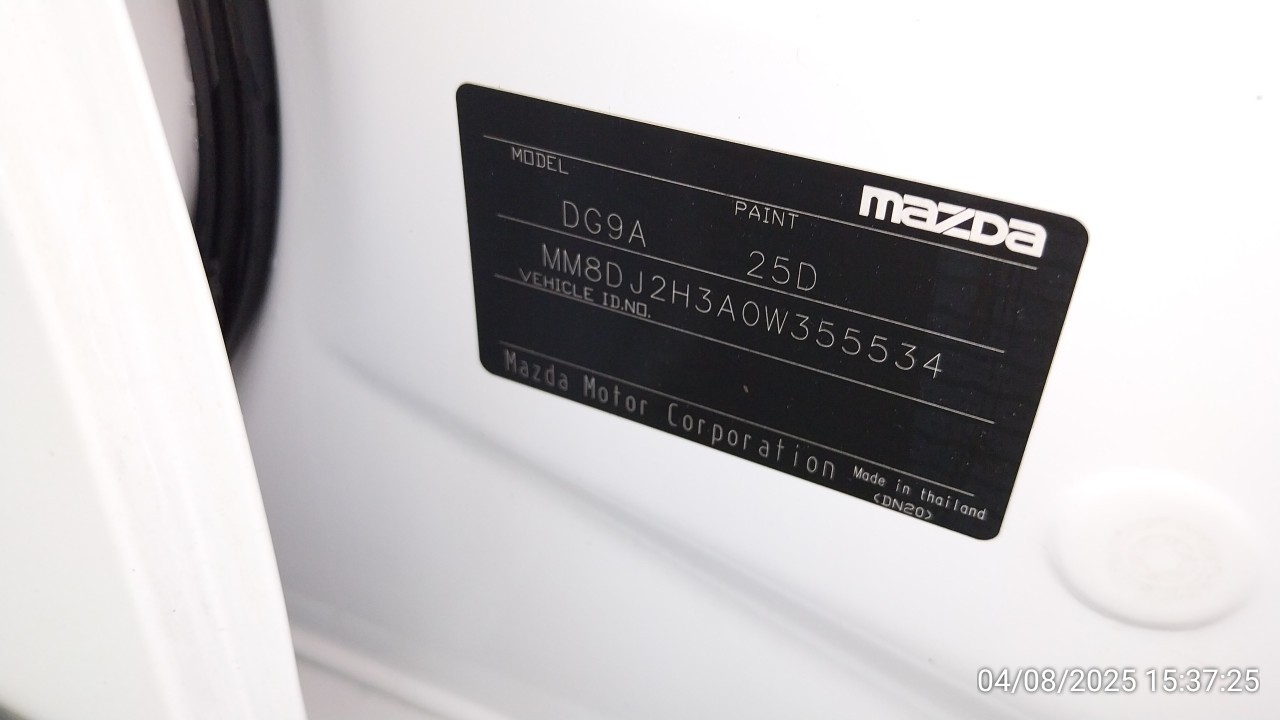 mazda
MODEL PAINT
DG9A 25D
MM8DJ2H3A0W355534
VEHICLE ID.NO.
Mazda Motor Corporation
Made in thailand
<DN20>
04/08/2025 15:37:25